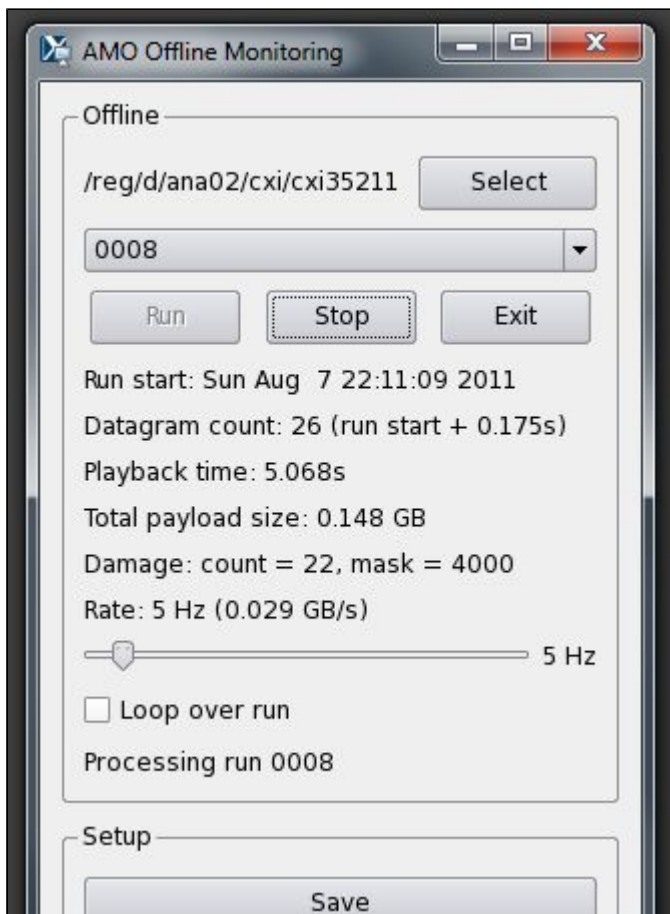 AMO Offline Monitoring
Offline
/reg/d/ana02/cxi/cxi35211 Select
0008
Run Stop Exit
Run start: Sun Aug  7 22:11:09 2011
Datagram count: 26 (run start + 0.175s)
Playback time: 5.068s
Total payload size: 0.148 GB
Damage: count = 22, mask = 4000
Rate: 5 Hz (0.029 GB/s)
5 Hz
Loop over run
Processing run 0008
Setup
Save